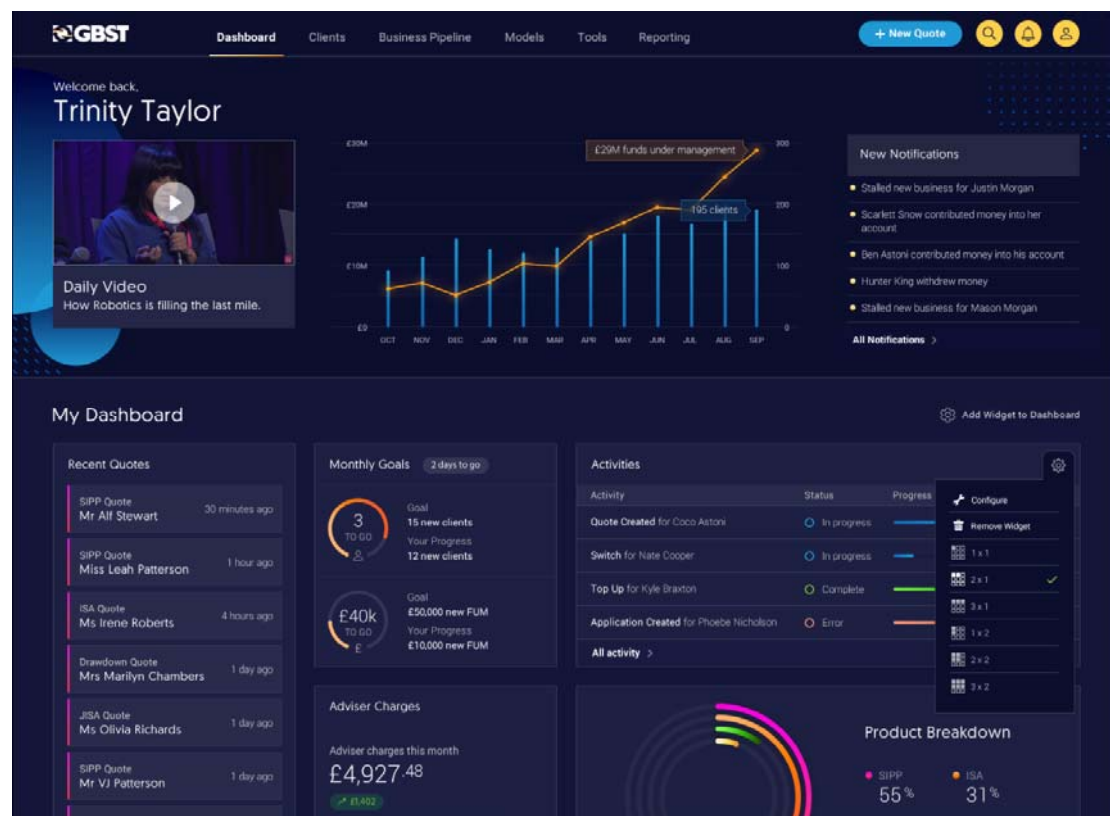 GBST
Dashboard
Clients
Business Pipeline
Models
Tools
Reporting
+ New Quote
Welcome back,
Trinity Taylor
Daily Video
How Robotics is filling the last mile.
£30M
£20M
£10M
£0
£29M funds under management
195 clients
300
200
100
0
OCT NOV DEC JAN FEB MAR APR MAY JUN JUL AUG SEP
New Notifications
Stalled new business for Justin Morgan
Scarlett Snow contributed money into her
account
Ben Astoni contributed money into his account
Hunter King withdrew money
Stalled new business for Mason Morgan
All Notifications >
My Dashboard
Add Widget to Dashboard
Recent Quotes
SIPP Quote
Mr Alf Stewart
30 minutes ago
SIPP Quote
Miss Leah Patterson
1 hour ago
ISA Quote
Ms Irene Roberts
4 hours ago
Drawdown Quote
Mrs Marilyn Chambers
1 day ago
JISA Quote
Ms Olivia Richards
1 day ago
SIPP Quote
Mr VJ Patterson
1 day ago
Monthly Goals
2 days to go
3
TO GO
Goal
15 new clients
Your Progress
12 new clients
£40k
TO GO
£
Goal
£50,000 new FUM
Your Progress
£10,000 new FUM
Adviser Charges
Adviser charges this month
£4,927.48
£1,402
Activities
Activity Status Progress
Quote Created for Coco Astoni In progress
Switch for Nate Cooper In progress
Top Up for Kyle Braxton Complete
Application Created for Phoebe Nicholson Error
All activity >
Configure
Remove Widget
1 x 1
2 x 1
3 x 1
1 x 2
2 x 2
3 x 2
Product Breakdown
SIPP
55%
ISA
31%